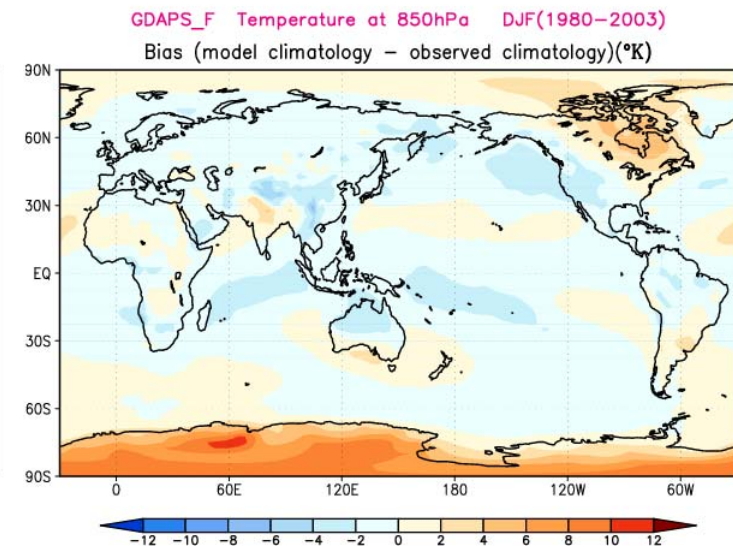 GDAPS_F Temperature at 850hPa DJF(1980−2003)
Bias (model climatology − observed climatology)(°K)
90N
60N
30N
EQ
30S
60S
90S
0 60E 120E 180 120W 60W
−12 −10 −8 −6 −4 −2 0 2 4 6 8 10 12